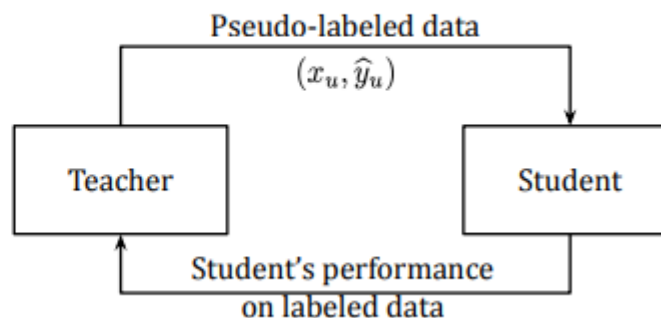 Pseudo-labeled data
(x_u, ŷ_u)
Teacher
Student
Student's performance
on labeled data